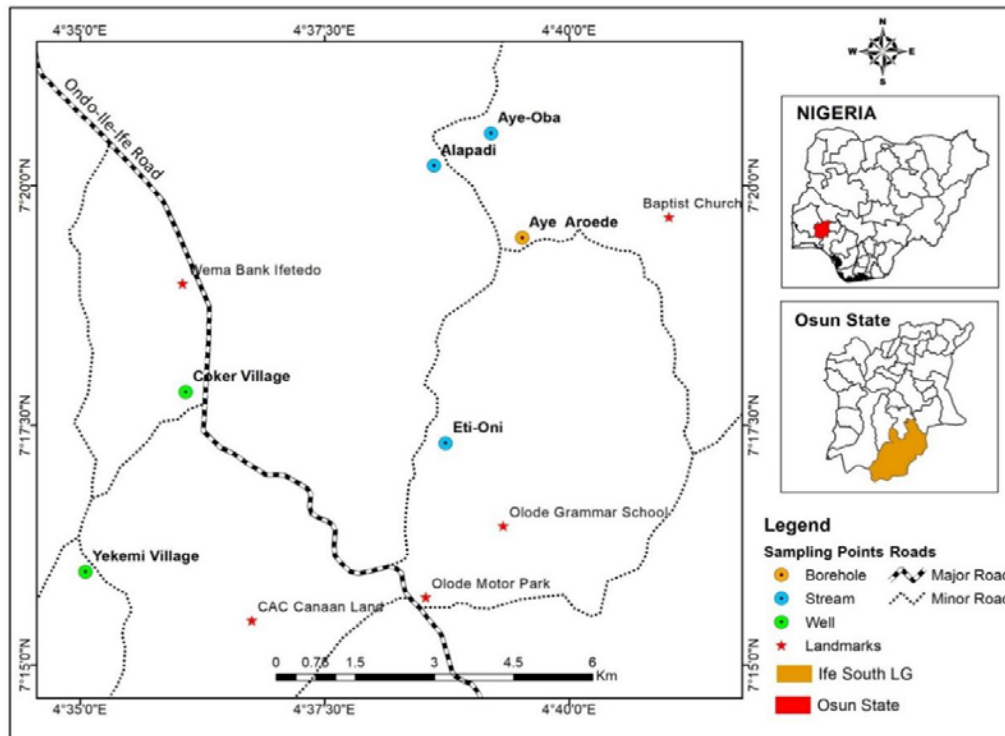 4°35'0"E 4°37'30"E 4°40'0"E
N
W E
S
Ondo-Ile-Ife Road
Aye-Oba
Alapadi
7°20'0"N
7°20'0"N
Baptist Church
Aye Aroede
Wema Bank Ifetedo
Coker Village
7°17'30"N
7°17'30"N
Eti-Oni
Olode Grammar School
Yekemi Village
Olode Motor Park
CAC Canaan Land
7°15'0"N
7°15'0"N
0 0.75 1.5 3 4.5 6
Km
4°35'0"E 4°37'30"E 4°40'0"E
NIGERIA
Osun State
Legend
Sampling Points Roads
Borehole Major Road
Stream Minor Road
Well
Landmarks
Ife South LG
Osun State